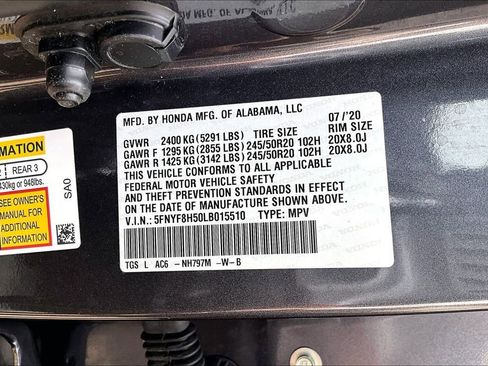 MFD. BY HONDA MFG. OF ALABAMA, LLC
07 /'20
GVWR 2400 KG (5291 LBS) TIRE SIZE RIM SIZE
GAWR F 1295 KG (2855 LBS) 245/50R20 102H 20X8.0J
GAWR R 1425 KG (3142 LBS) 245/50R20 102H 20X8.0J
THIS VEHICLE CONFORMS TO ALL APPLICABLE
FEDERAL MOTOR VEHICLE SAFETY
AND THEFT PREVENTION STANDARDS IN EFFECT
ON THE DATE OF MANUFACTURE SHOWN ABOVE.
V.I.N.: 5FNYF8H50LB015510 TYPE: MPV
TGS L AC6 -NH797M -W-B
MATION
2 REAR 3
430kg or 948lbs.
SEE OWNER'S
MANUAL FOR
ADDITIONAL
INFORMATION
SA0